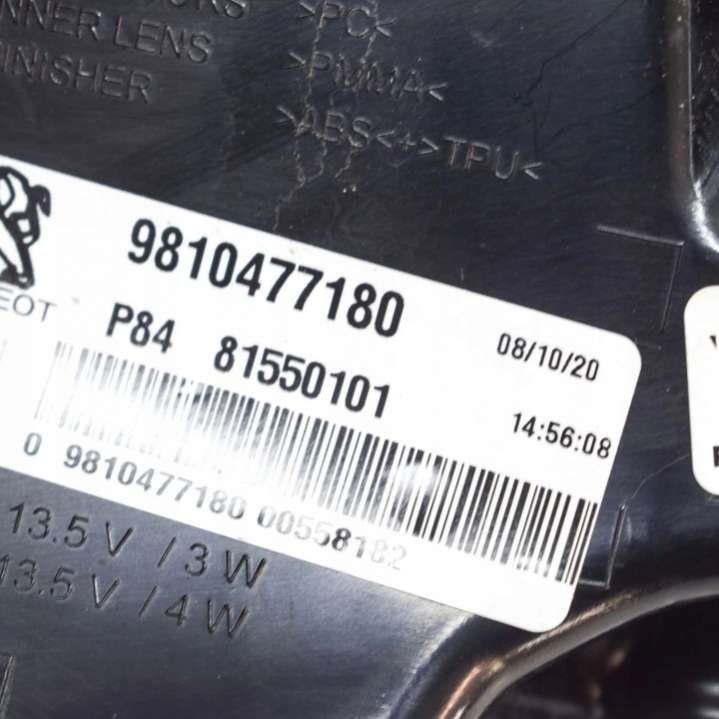 >PC<
NNER LENS
>PMMA<
INISHER
>ABS<+>TPU<
9810477180
EOT
P84 81550101
08/10/20
14:56:08
0 9810477180 00558182
13.5 V / 3 W
13.5 V / 4 W